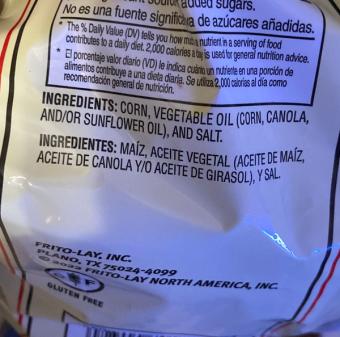 added sugars.
No es una fuente significativa de azúcares añadidas.
* The % Daily Value (DV) tells you how much a nutrient in a serving of food
contributes to a daily diet. 2,000 calories a day is used for general nutrition advice.
* El porcentaje valor diario (VD) le indica cuánto un nutriente en una porción de
alimentos contribuye a una dieta diaria. Se utiliza 2,000 calorías al día como
recomendación general de nutrición.
INGREDIENTS: CORN, VEGETABLE OIL (CORN, CANOLA,
AND/OR SUNFLOWER OIL), AND SALT.
INGREDIENTES: MAÍZ, ACEITE VEGETAL (ACEITE DE MAÍZ,
ACEITE DE CANOLA Y/O ACEITE DE GIRASOL), Y SAL.
FRITO-LAY, INC.
PLANO, TX 75024-4099
© 2022 FRITO-LAY NORTH AMERICA, INC.
GF
GLUTEN FREE